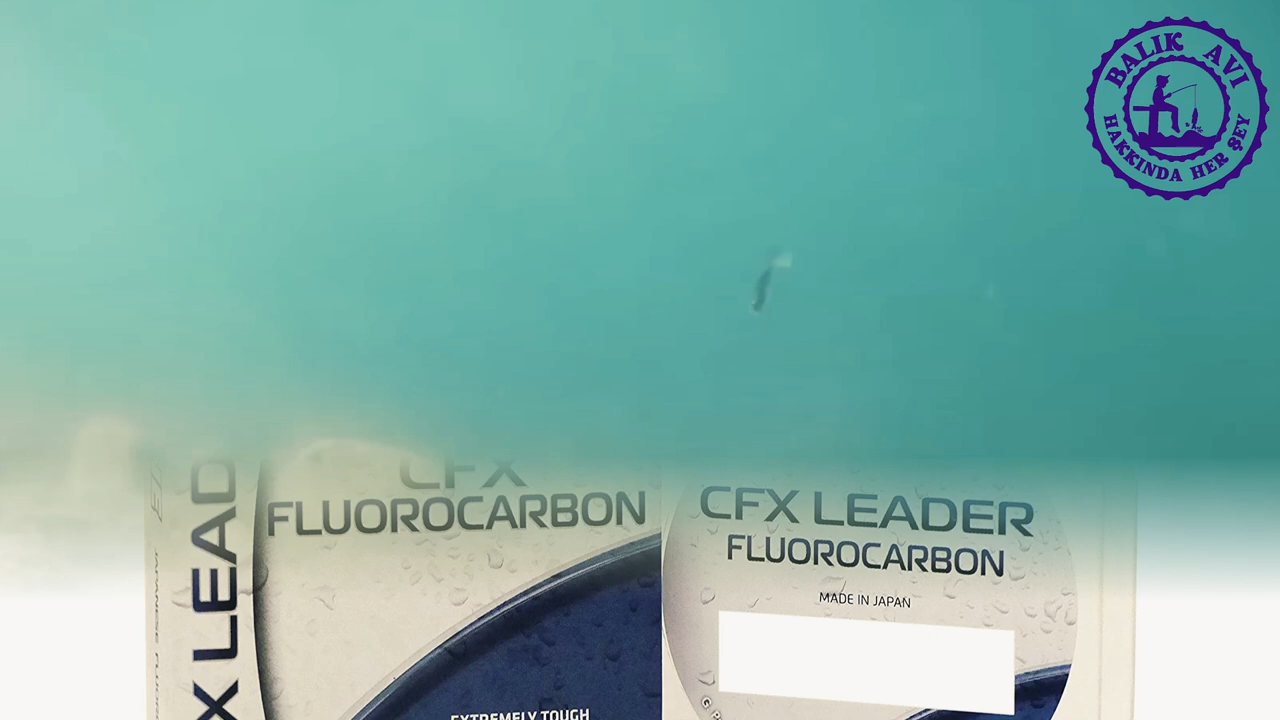 BALIK AVI
HAKKINDA HER ŞEY
X LEAD
CFX
FLUOROCARBON
EXTREMELY TOUGH
CFX LEADER
FLUOROCARBON
MADE IN JAPAN